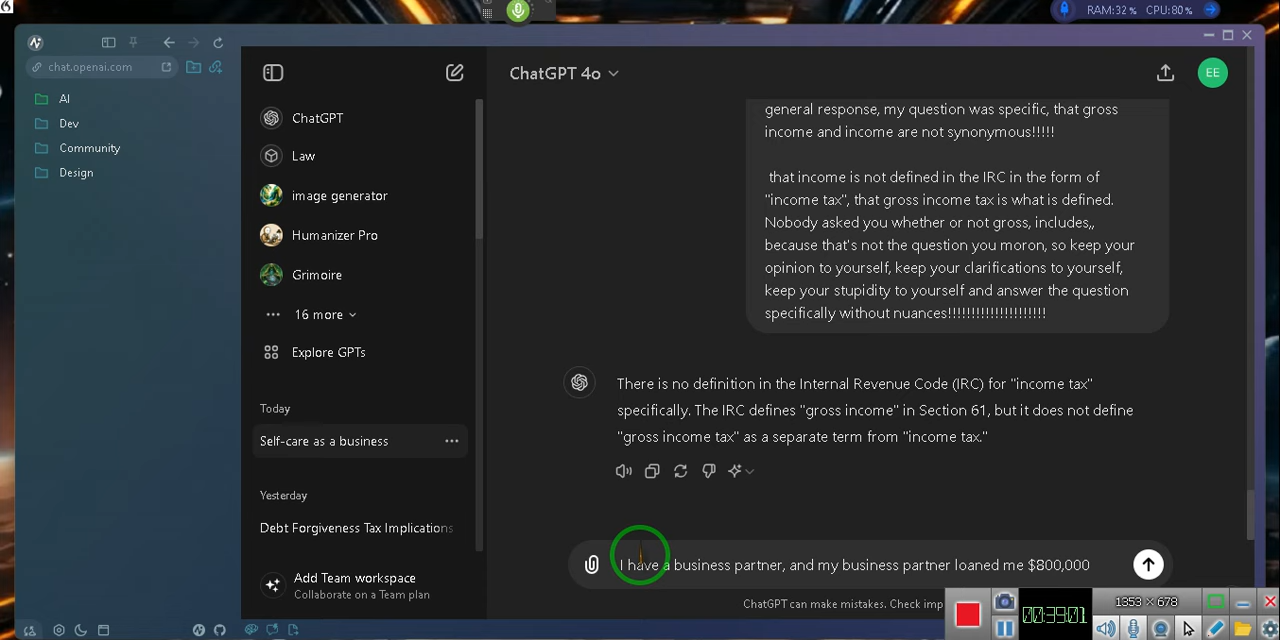 RAM:32% CPU:80%
chat.openai.com
AI
Dev
Community
Design
ChatGPT
Law
image generator
Humanizer Pro
Grimoire
16 more
Explore GPTs
Today
Self-care as a business
Yesterday
Debt Forgiveness Tax Implications
Add Team workspace
Collaborate on a Team plan
ChatGPT 4o
EE
general response, my question was specific, that gross
income and income are not synonymous!!!!!
that income is not defined in the IRC in the form of
"income tax", that gross income tax is what is defined.
Nobody asked you whether or not gross, includes,,
because that's not the question you moron, so keep your
opinion to yourself, keep your clarifications to yourself,
keep your stupidity to yourself and answer the question
specifically without nuances!!!!!!!!!!!!!!!!!!!!!
There is no definition in the Internal Revenue Code (IRC) for "income tax"
specifically. The IRC defines "gross income" in Section 61, but it does not define
"gross income tax" as a separate term from "income tax."
I have a business partner, and my business partner loaned me $800,000
ChatGPT can make mistakes. Check imp
1353 × 678
00:39:01